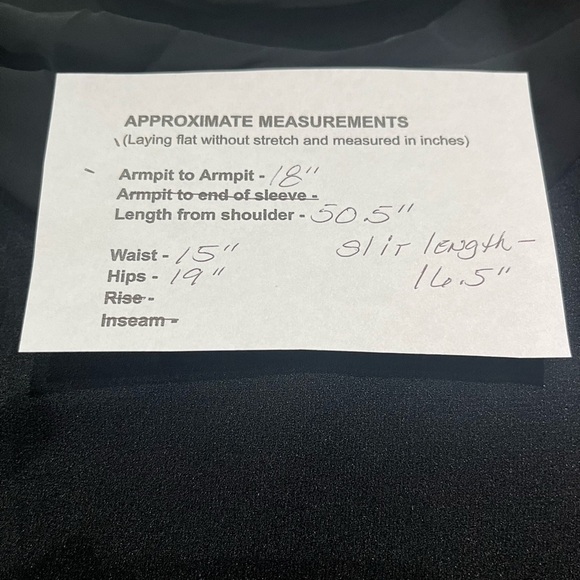 APPROXIMATE MEASUREMENTS
(Laying flat without stretch and measured in inches)
Armpit to Armpit - 18"
Armpit to end of sleeve -
Length from shoulder - 50.5"
Waist - 15"
slit length -
Hips - 19"
16.5"
Rise -
Inseam -